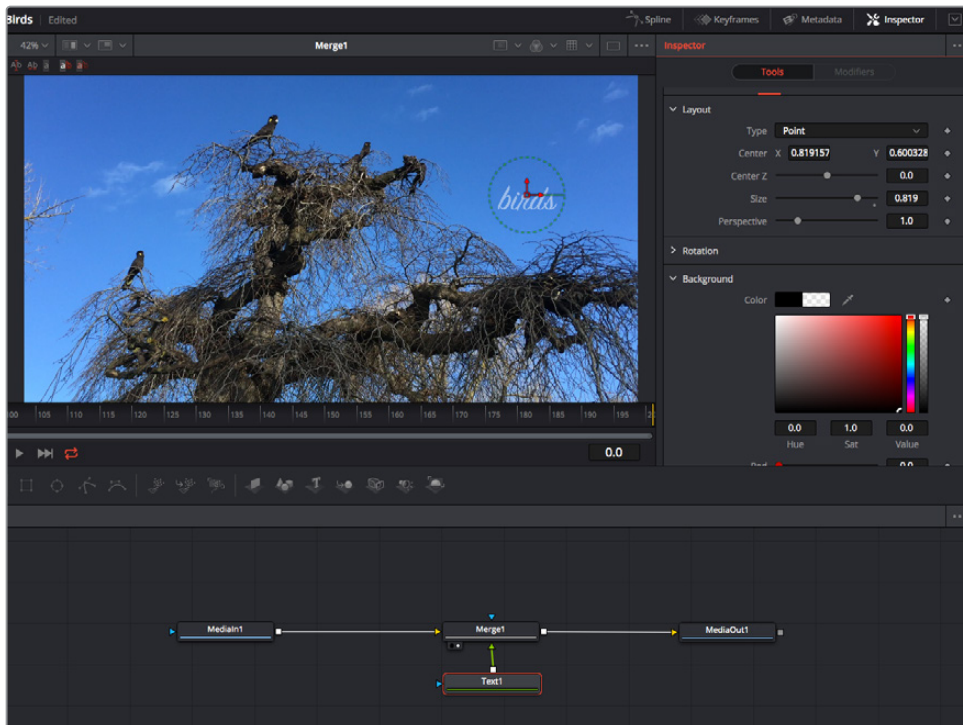 Birds Edited Spline Keyframes Metadata Inspector
42% Merge1 Inspector
Tools Modifiers
Layout
Type Point
Center X 0.819157 Y 0.600328
Center Z 0.0
Size 0.819
Perspective 1.0
birds
Rotation
Background
Color
100 105 110 115 120 125 130 135 140 145 150 155 160 165 170 175 180 185 190 195
0.0 1.0 0.0
Hue Sat Value
0.0
MediaIn1 Merge1 MediaOut1
Text1